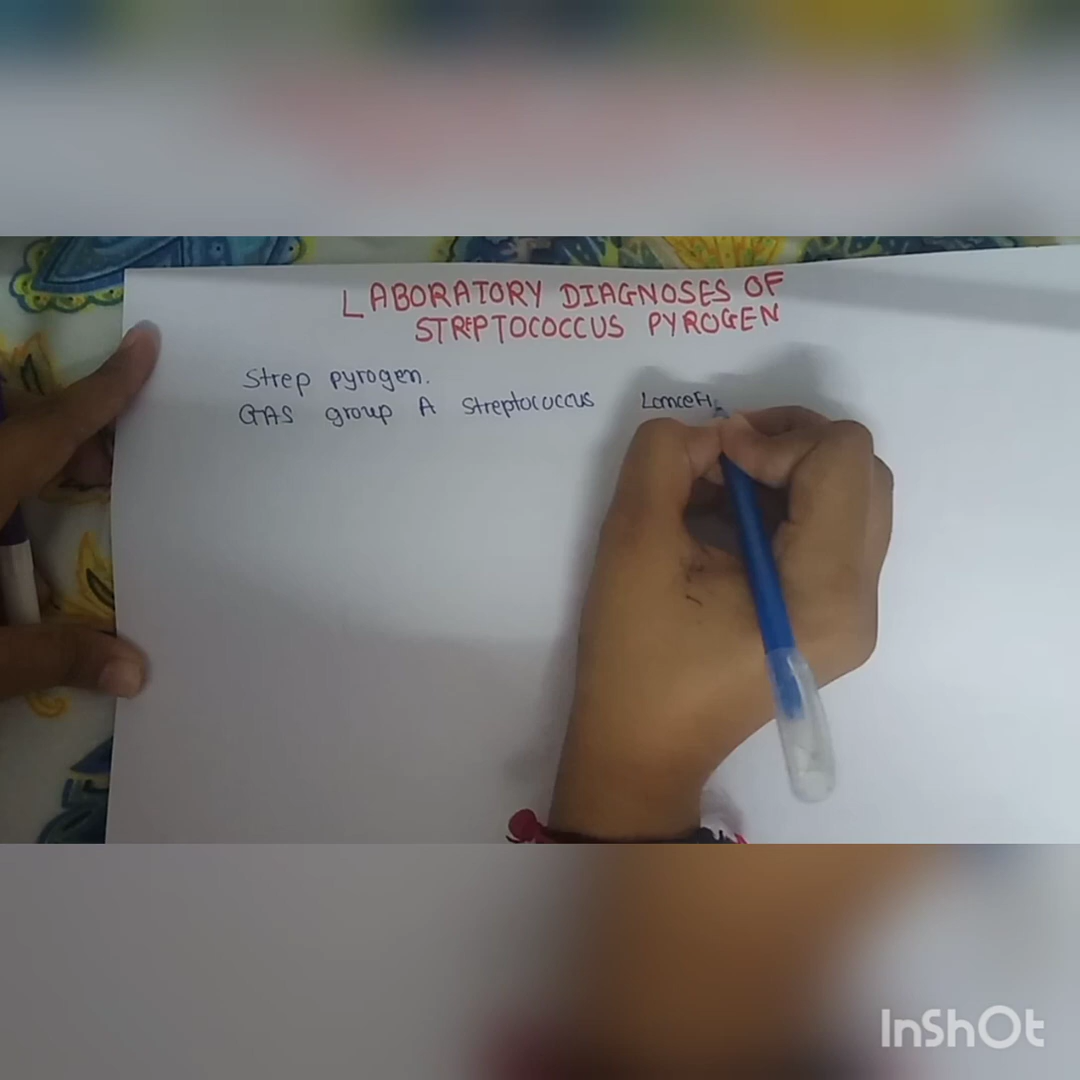 LABORATORY DIAGNOSES OF
STREPTOCOCCUS PYROGEN
Strep pyrogen.
GAS group A Streptococcus
InShOt